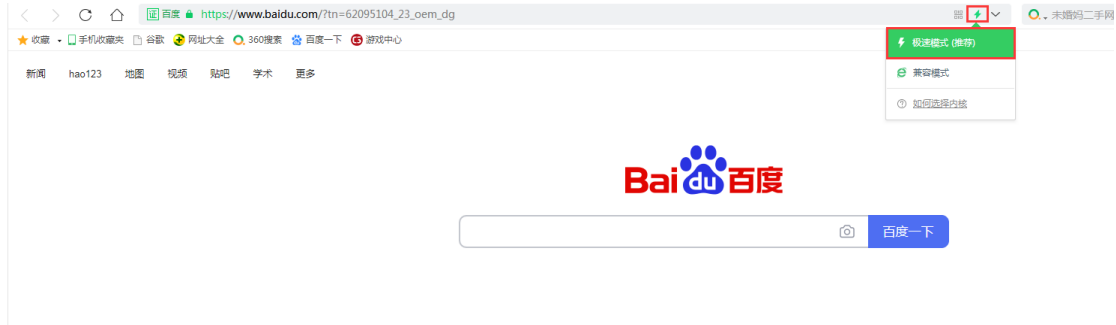 证 百度 https://www.baidu.com/?tn=62095104_23_oem_dg 未婚妈二手网
收藏 手机收藏夹 谷歌 网址大全 360搜索 百度一下 游戏中心
极速模式 (推荐)
新闻 hao123 地图 视频 贴吧 学术 更多
兼容模式
如何选择内核
Bai du 百度
百度一下